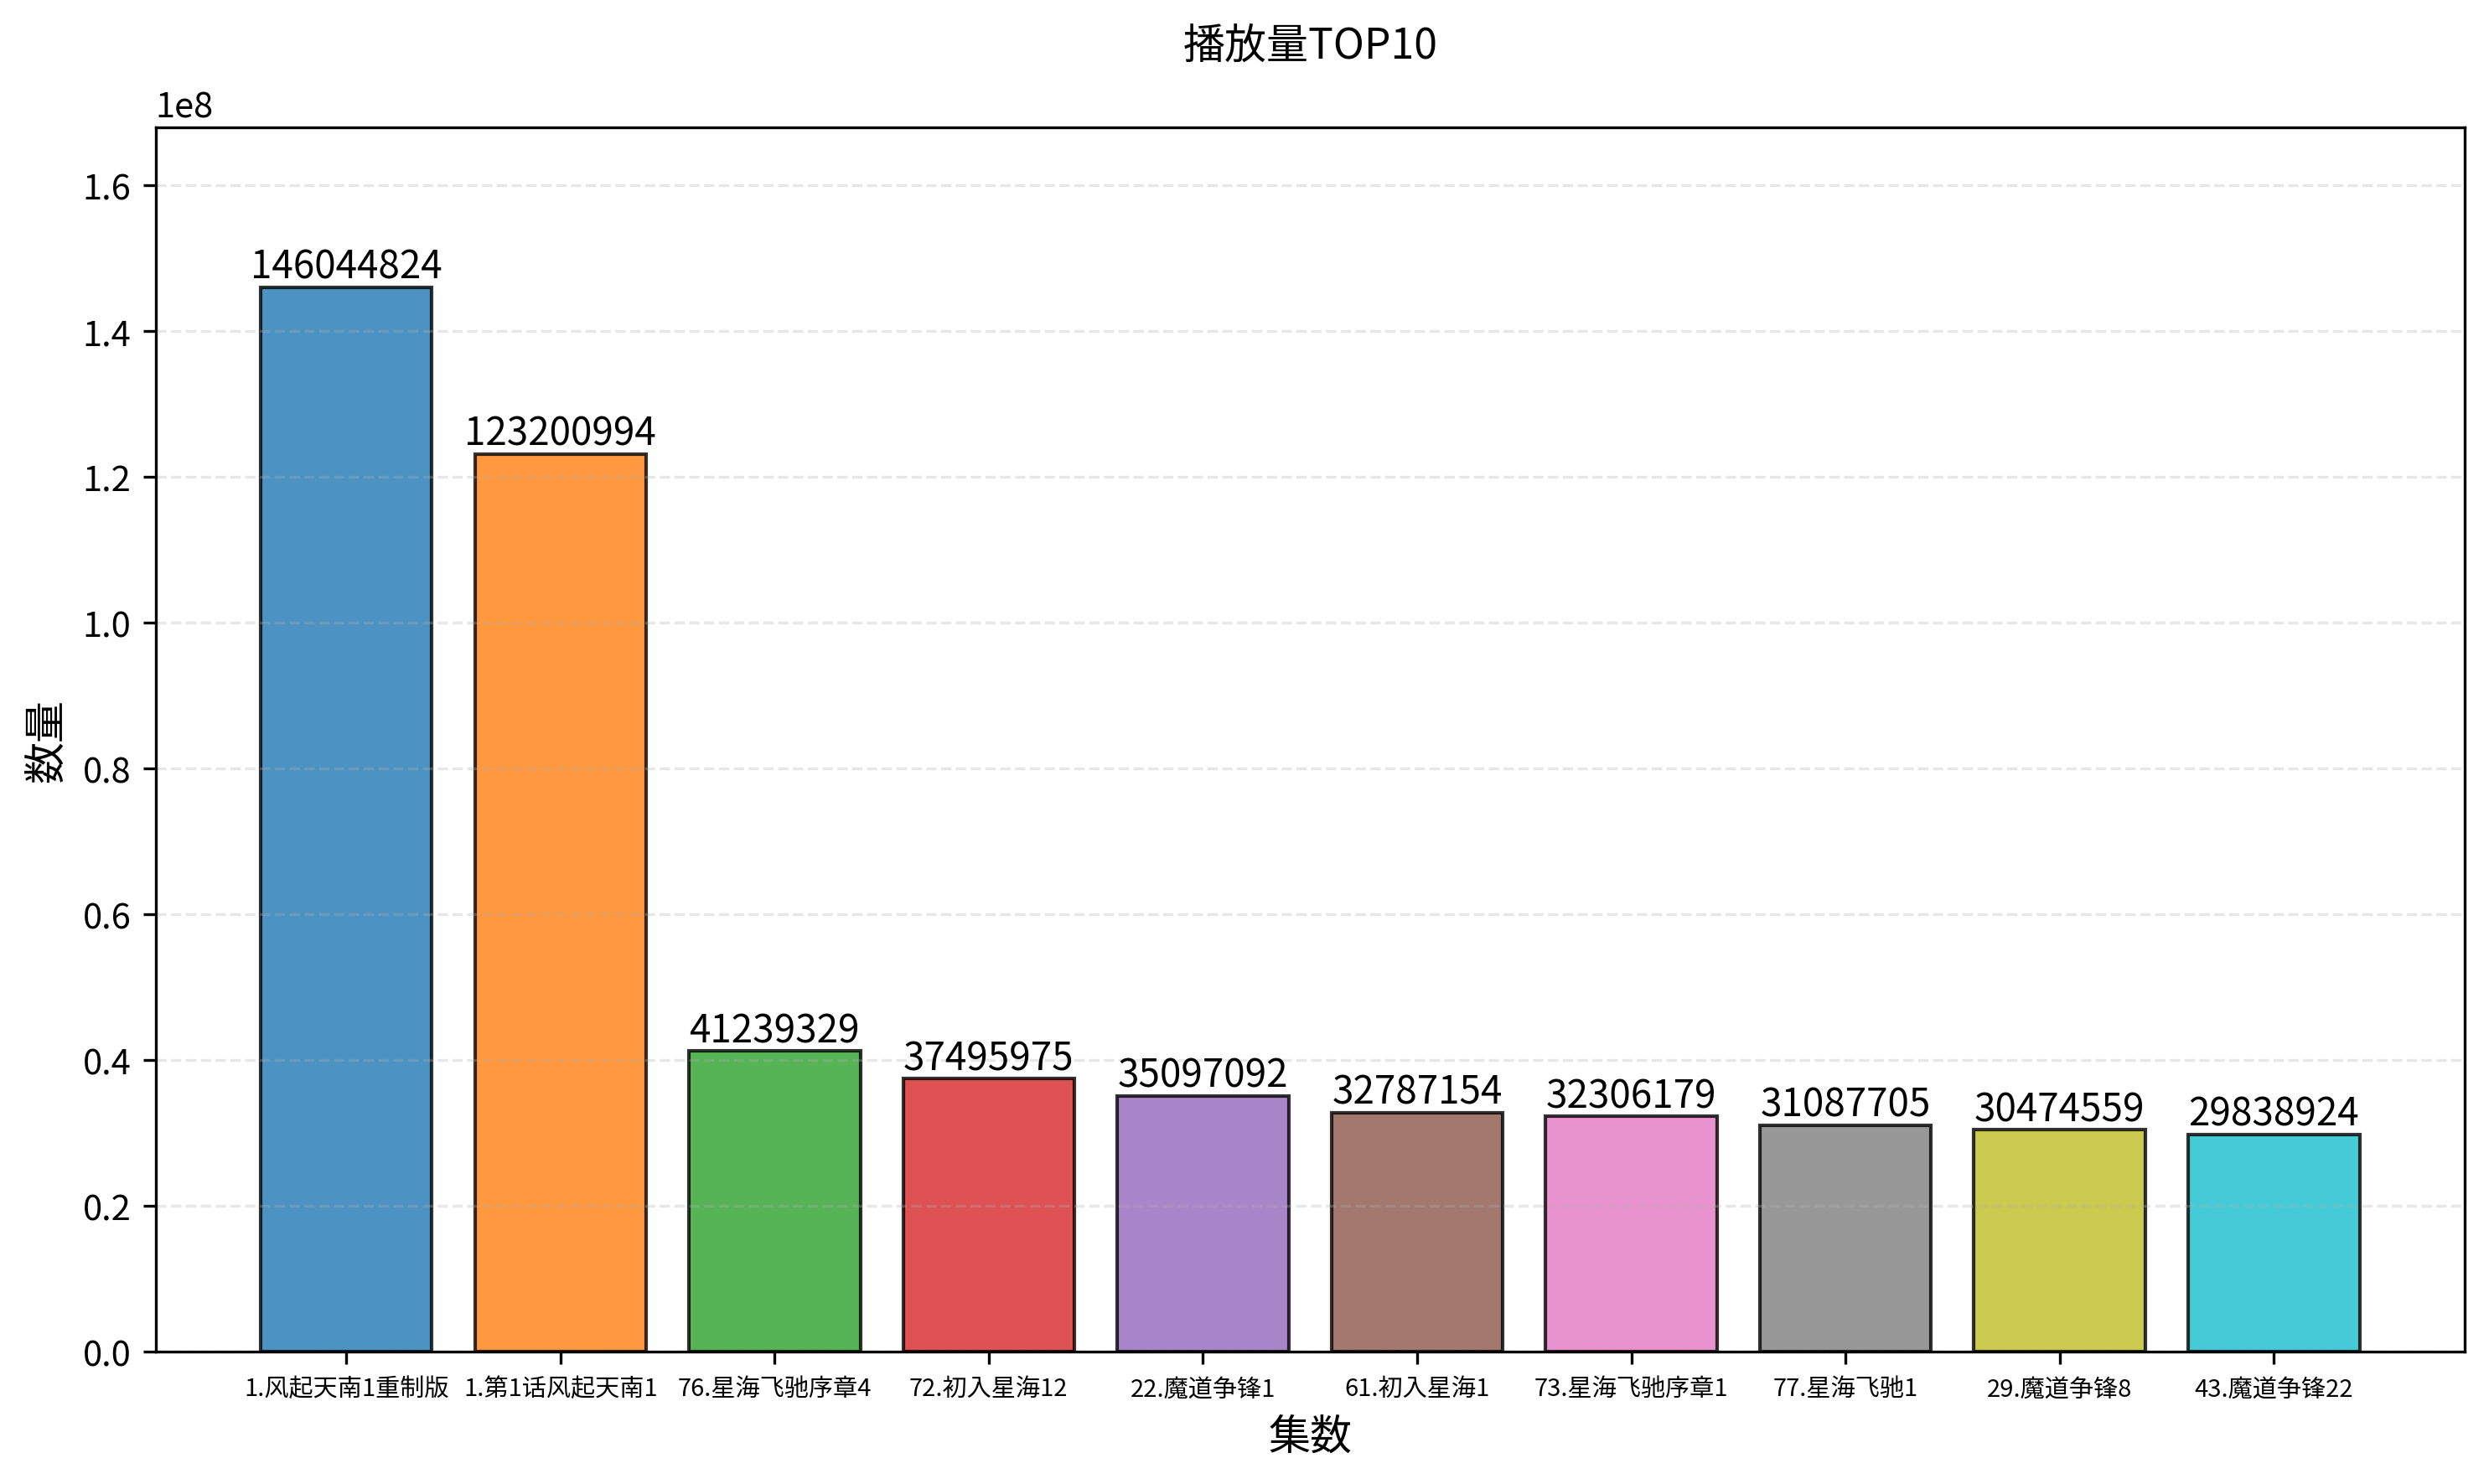 播放量TOP10
1e8
1.6
1.4
1.2
1.0
0.8
0.6
0.4
0.2
0.0
数量
146044824
123200994
41239329
37495975
35097092
32787154
32306179
31087705
30474559
29838924
1.风起天南1重制版
1.第1话风起天南1
76.星海飞驰序章4
72.初入星海12
22.魔道争锋1
61.初入星海1
73.星海飞驰序章1
77.星海飞驰1
29.魔道争锋8
43.魔道争锋22
集数